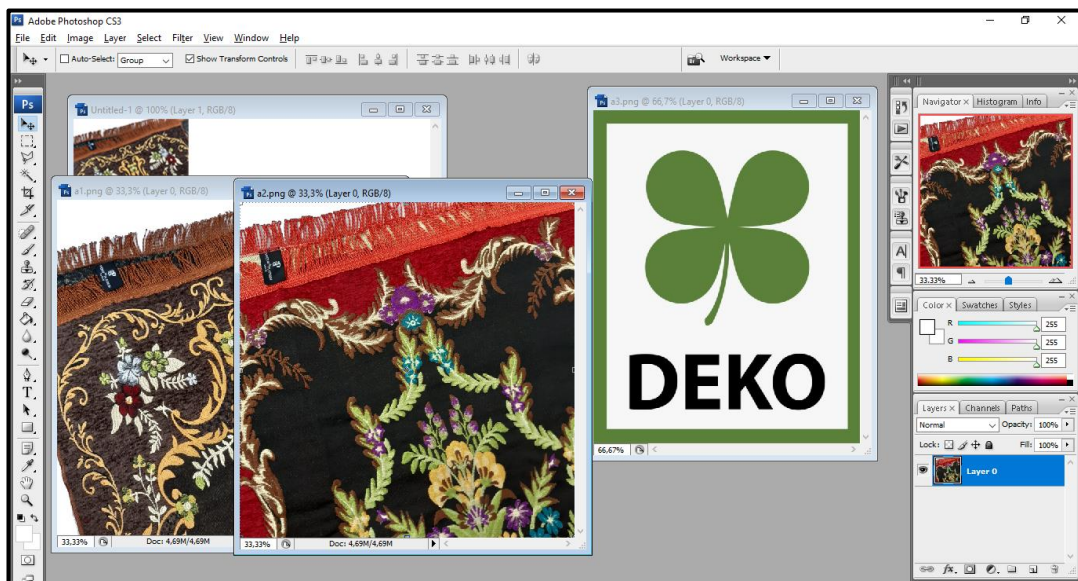 Adobe Photoshop CS3
File Edit Image Layer Select Filter View Window Help
Auto-Select: Group Show Transform Controls Workspace
Ps
Untitled-1 @ 100% (Layer 1, RGB/8)
a1.png @ 33,3% (Layer 0, RGB/8)
33,33% Doc: 4,69M/4,69M
a2.png @ 33,3% (Layer 0, RGB/8)
33,33% Doc: 4,69M/4,69M
a3.png @ 66,7% (Layer 0, RGB/8)
DEKO
66,67%
Navigator Histogram Info
33.33%
Color Swatches Styles
R 255
G 255
B 255
Layers Channels Paths
Normal Opacity: 100%
Lock: Fill: 100%
Layer 0